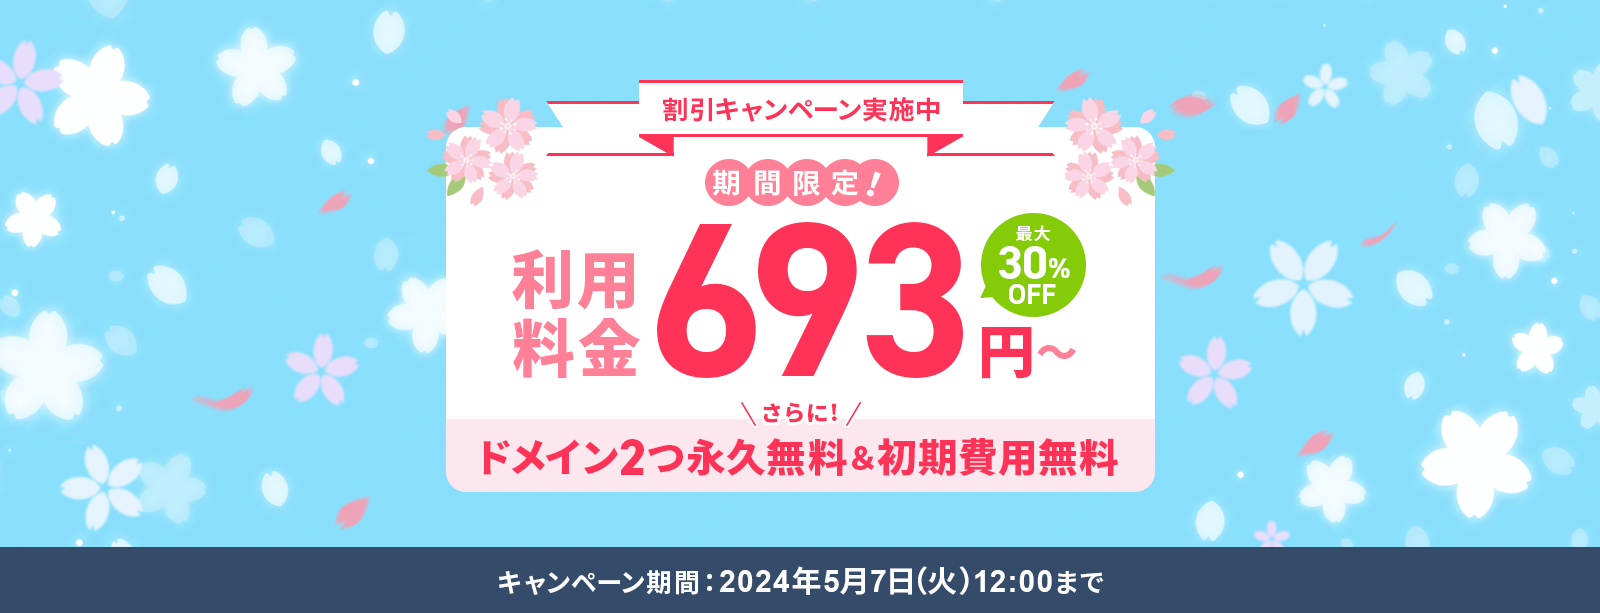 割引キャンペーン実施中
期間限定!
利用
料金
693
円～
最大
30%
OFF
さらに!
ドメイン2つ永久無料&初期費用無料
キャンペーン期間：2024年5月7日(火)12:00まで